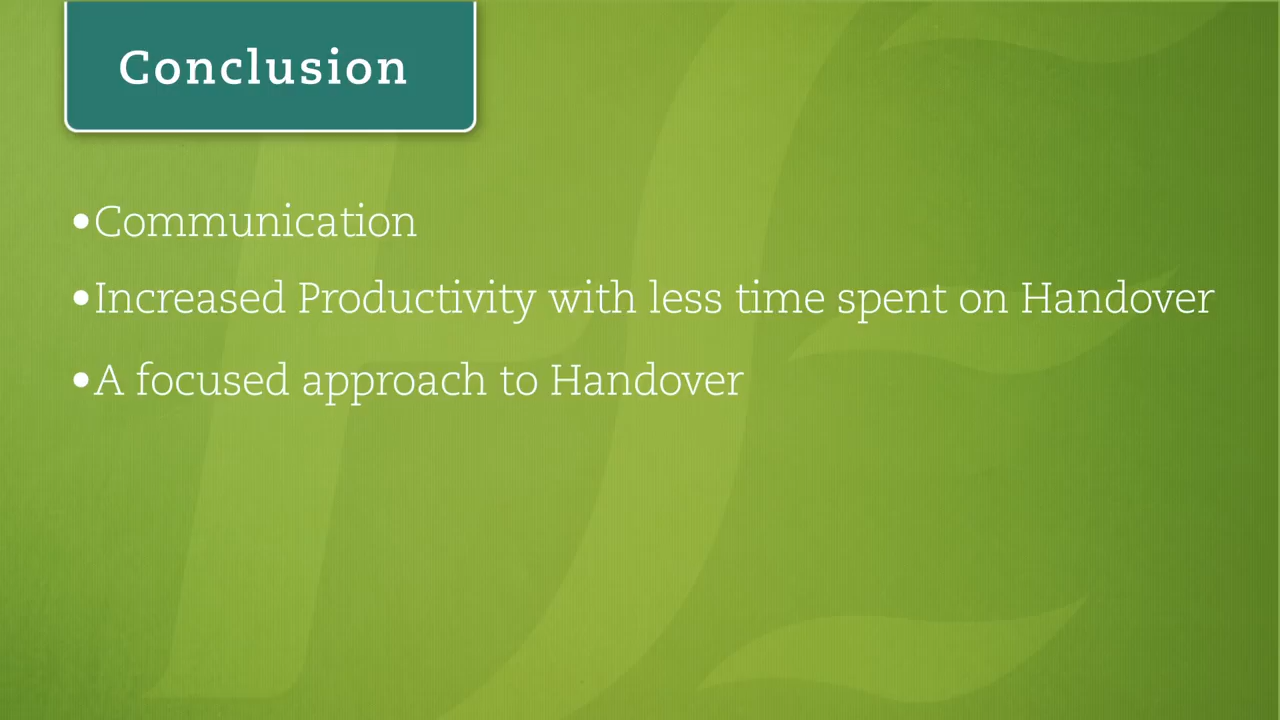 Conclusion
•Communication
•Increased Productivity with less time spent on Handover
•A focused approach to Handover